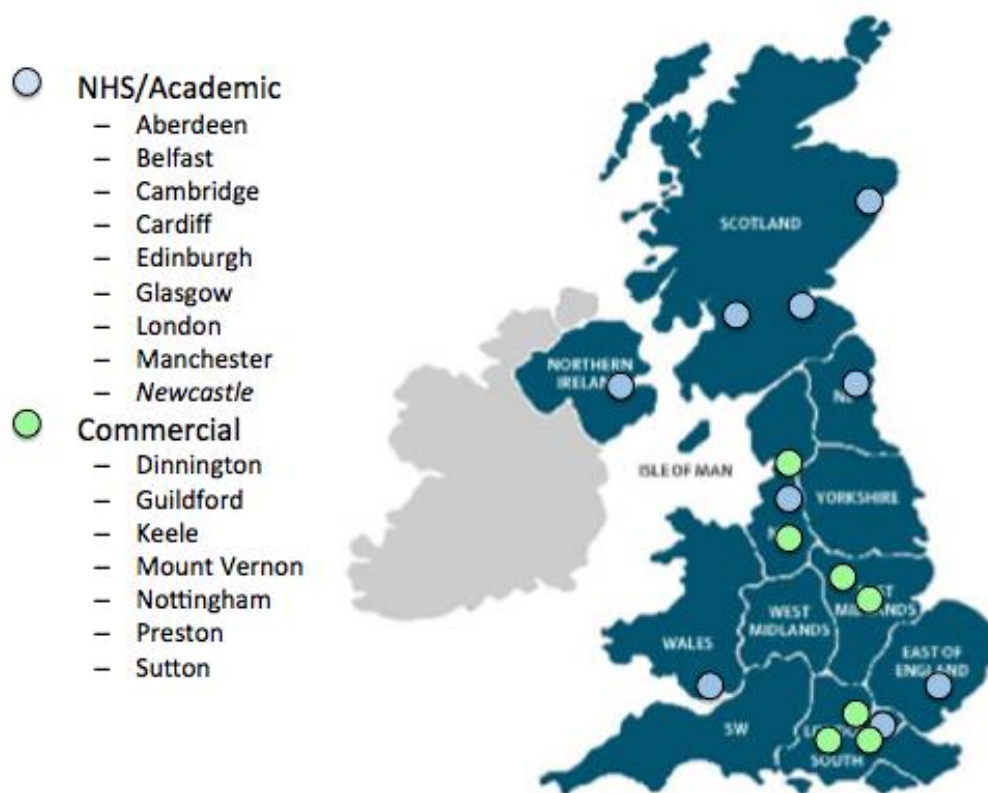 NHS/Academic
– Aberdeen
– Belfast
– Cambridge
– Cardiff
– Edinburgh
– Glasgow
– London
– Manchester
– Newcastle
Commercial
– Dinnington
– Guildford
– Keele
– Mount Vernon
– Nottingham
– Preston
– Sutton
SCOTLAND
NORTHERN
ISLE OF MAN
YORKSHIRE
WEST
MIDLANDS
WALES
EAST OF
ENGLAND
SW
SOUTH